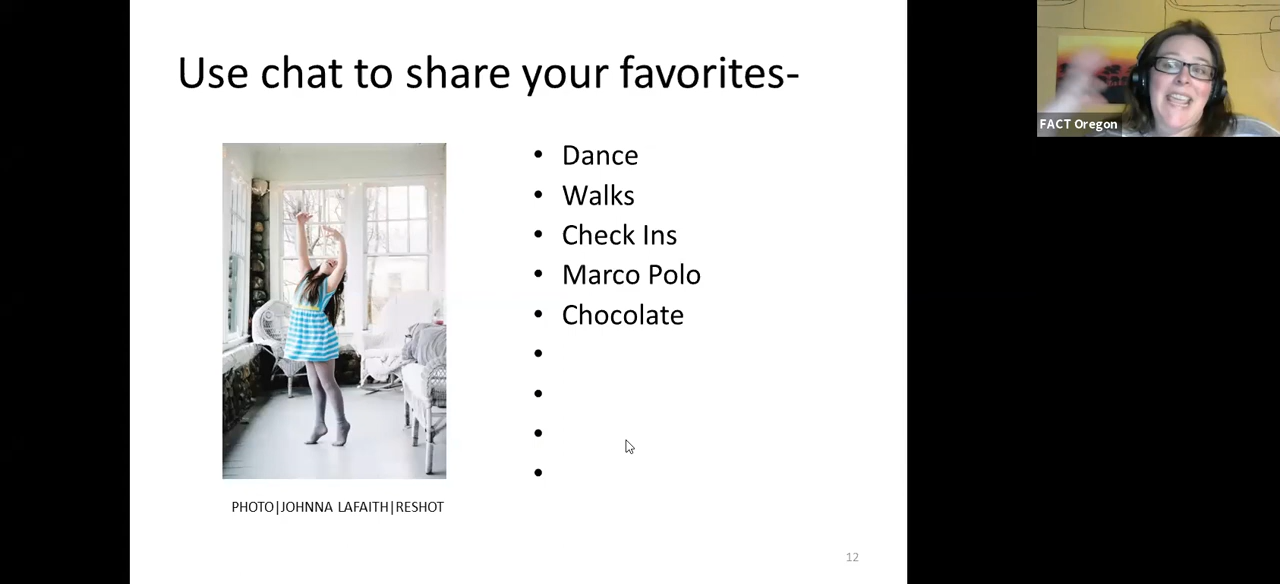 Use chat to share your favorites-
• Dance
• Walks
• Check Ins
• Marco Polo
• Chocolate
•
•
•
•
PHOTO|JOHNNA LAFAITH|RESHOT
12
FACT Oregon